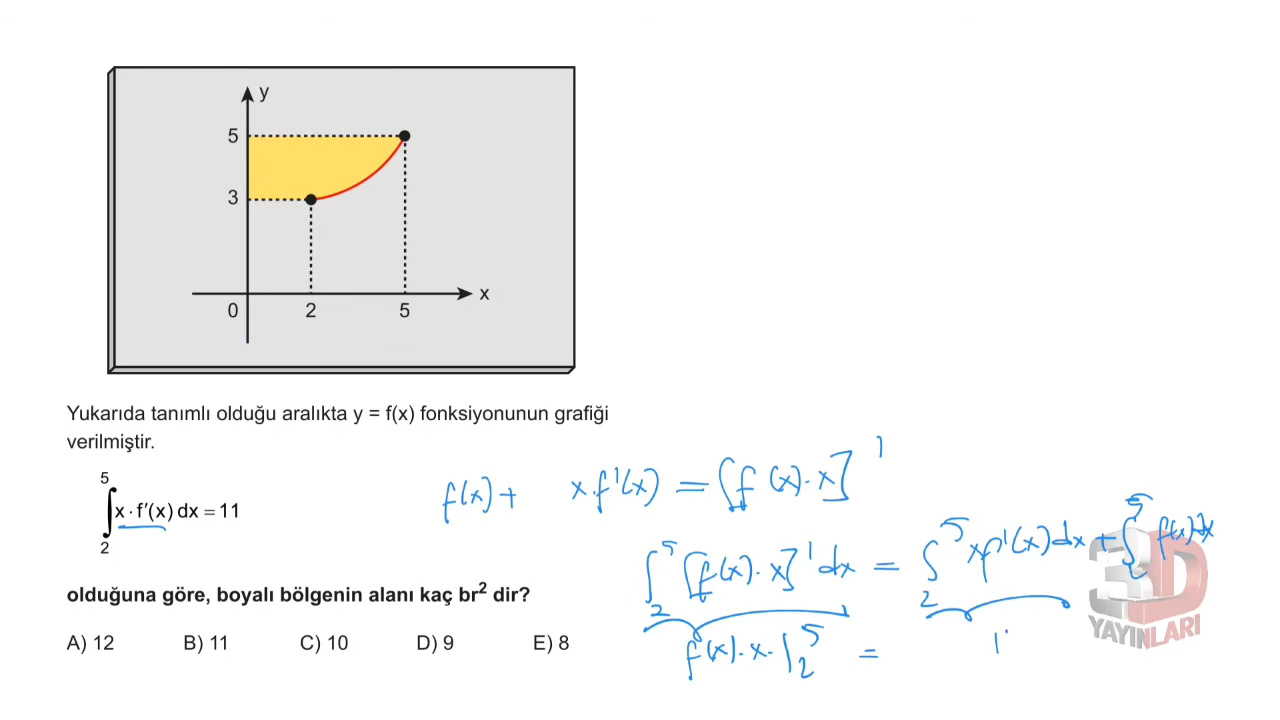 y
5
3
0
2
5
x
Yukarıda tanımlı olduğu aralıkta y = f(x) fonksiyonunun grafiği
verilmiştir.
5
∫ x · f′(x) dx = 11
2
olduğuna göre, boyalı bölgenin alanı kaç br² dir?
A) 12 B) 11 C) 10 D) 9 E) 8
f(x) + x.f'(x) = [f(x).x]'
∫₂⁵ [f(x).x]' dx = ∫₂⁵ xf'(x)dx + ∫₂⁵ f(x)dx
f(x).x.|₂⁵ = 11
3D
YAYINLARI